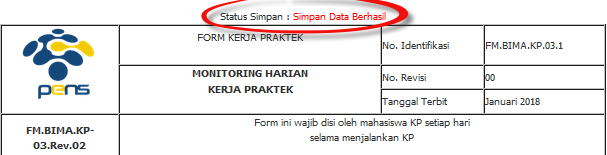 Status Simpan : Simpan Data Berhasil
FORM KERJA PRAKTEK
No. Identifikasi
FM.BIMA.KP.03.1
pens
MONITORING HARIAN
KERJA PRAKTEK
No. Revisi
00
Tanggal Terbit
Januari 2018
FM.BIMA.KP-
03.Rev.02
Form ini wajib diisi oleh mahasiswa KP setiap hari
selama menjalankan KP